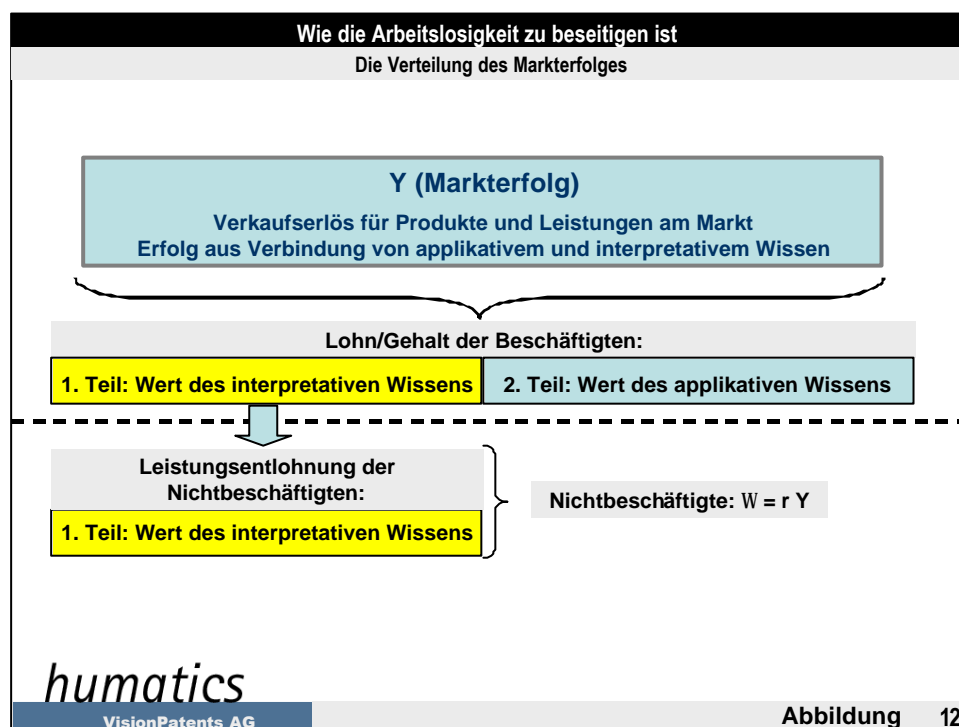 Wie die Arbeitslosigkeit zu beseitigen ist
Die Verteilung des Markterfolges
Y (Markterfolg)
Verkaufserlös für Produkte und Leistungen am Markt
Erfolg aus Verbindung von applikativem und interpretativem Wissen
Lohn/Gehalt der Beschäftigten:
1. Teil: Wert des interpretativen Wissens
2. Teil: Wert des applikativen Wissens
Leistungsentlohnung der
Nichtbeschäftigten:
1. Teil: Wert des interpretativen Wissens
Nichtbeschäftigte: W = r Y
humatics
VisionPatents AG
Abbildung 12